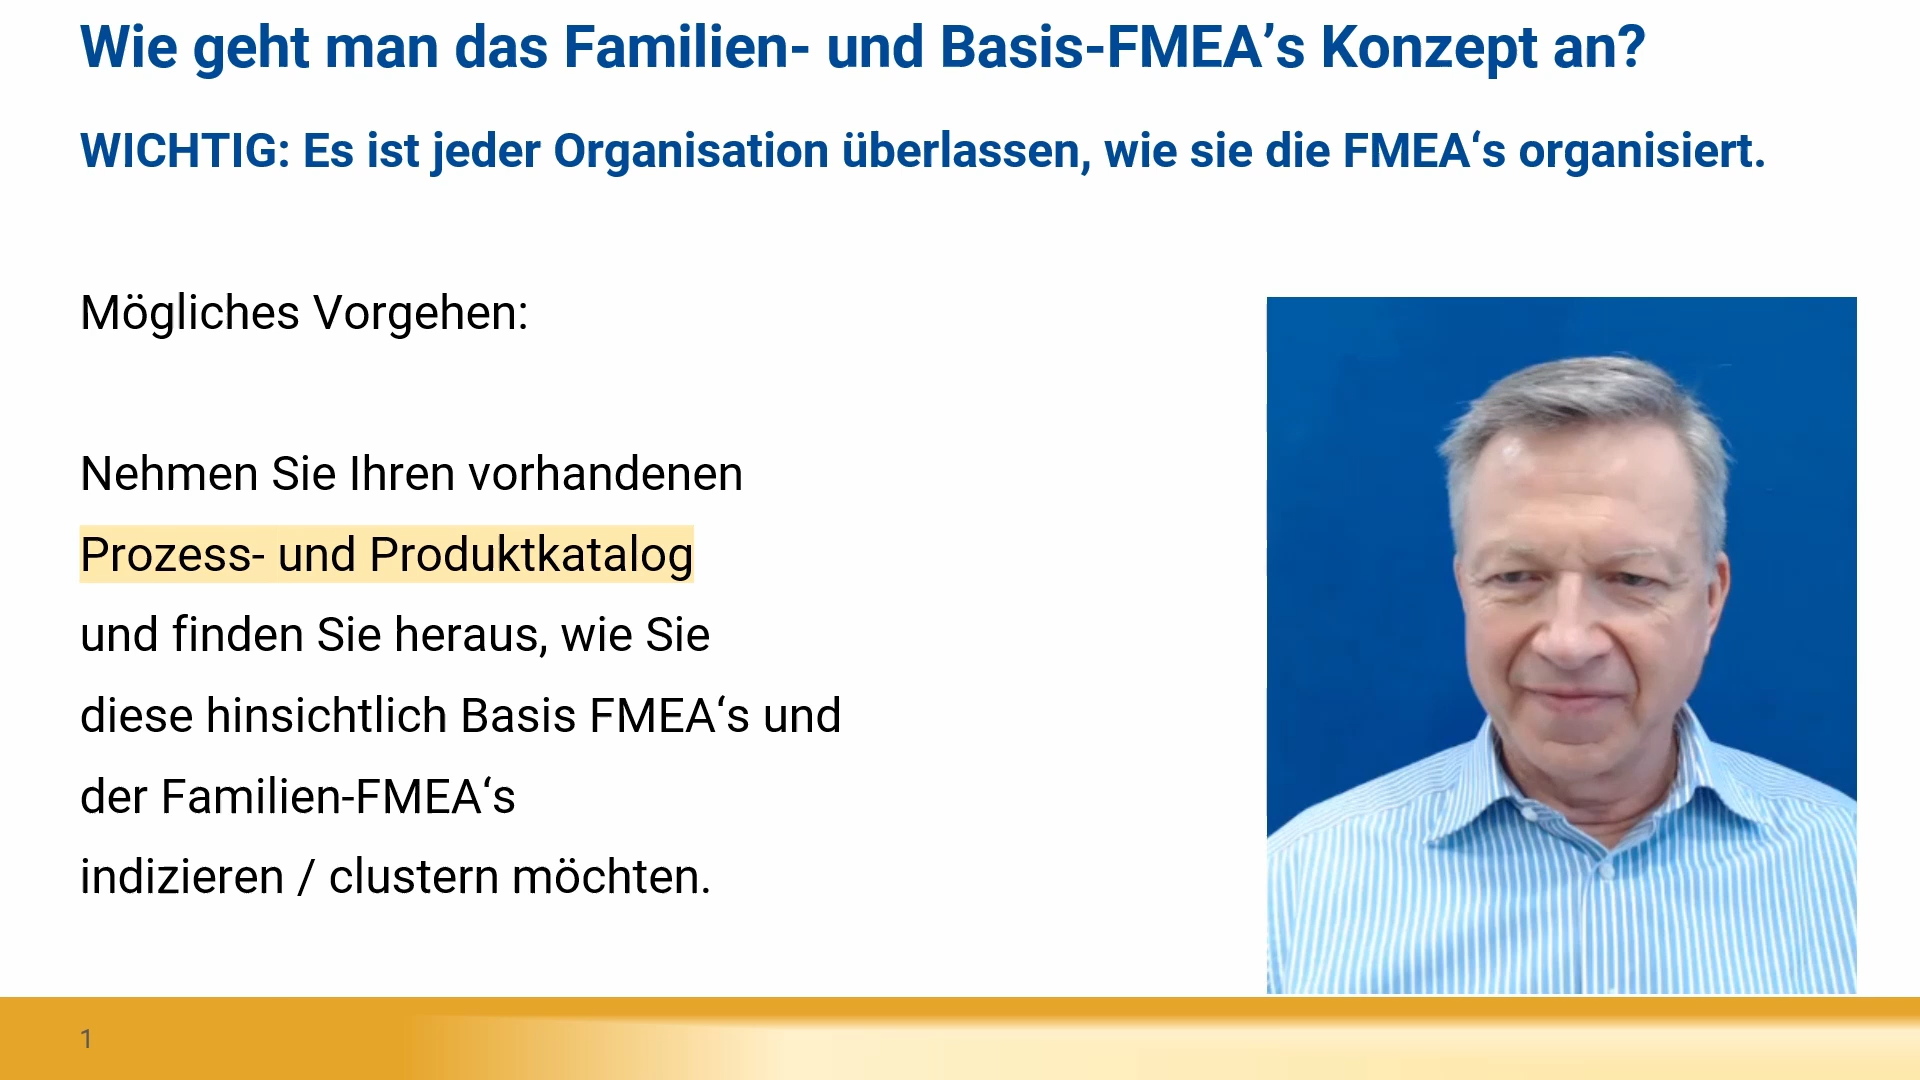 Wie geht man das Familien- und Basis-FMEA’s Konzept an?
WICHTIG: Es ist jeder Organisation überlassen, wie sie die FMEA‘s organisiert.
Mögliches Vorgehen:
Nehmen Sie Ihren vorhandenen
Prozess- und Produktkatalog
und finden Sie heraus, wie Sie
diese hinsichtlich Basis FMEA‘s und
der Familien-FMEA‘s
indizieren / clustern möchten.
1